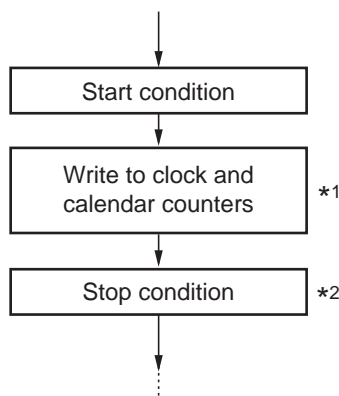 Start condition
Write to clock and
calendar counters
*1
Stop condition
*2